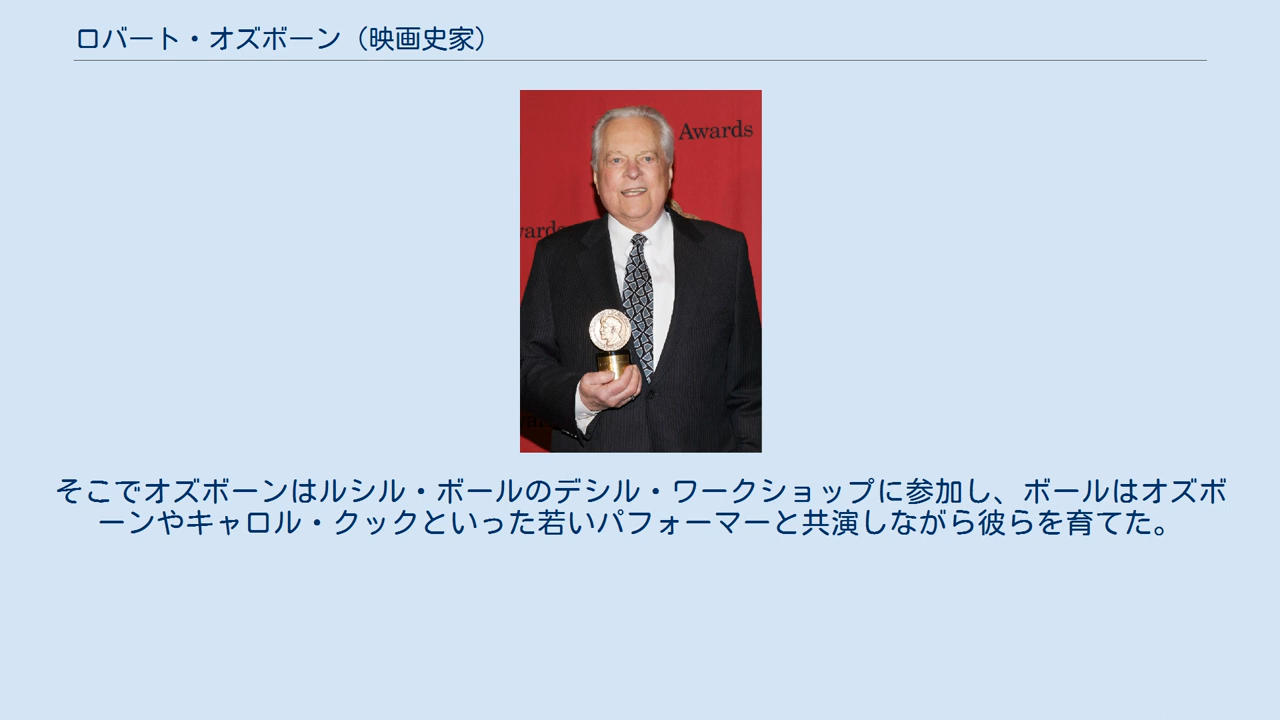 ロバート・オズボーン（映画史家）
Awards
そこでオズボーンはルシル・ボールのデシル・ワークショップに参加し、ボールはオズボ
ーンやキャロル・クックといった若いパフォーマーと共演しながら彼らを育てた。